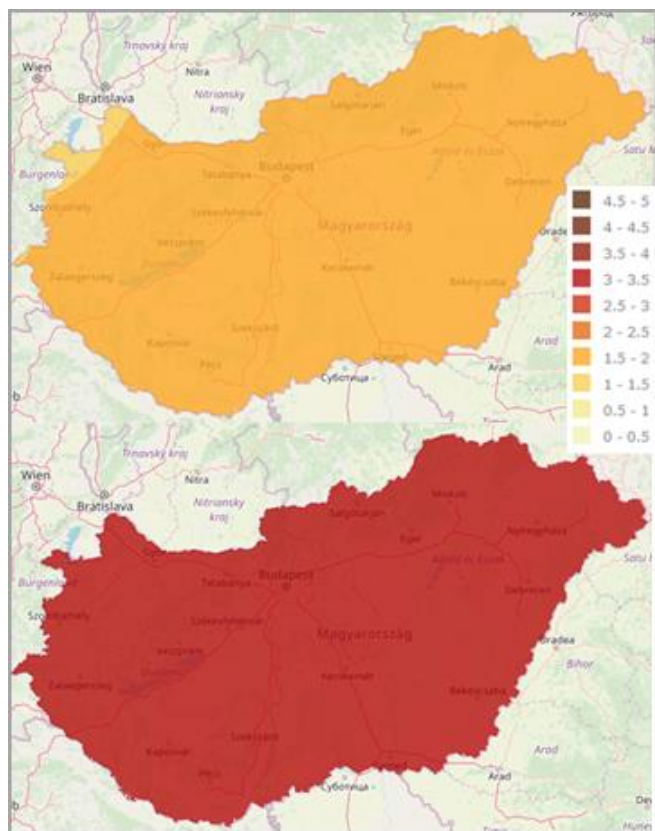 Wien
Bratislava
Trnavský kraj
Nitra
Nitriansky
kraj
Burgenland
Szombathely
Salgótarján
Miskolc
Eger
Nyíregyháza
Győr
Tatabánya
Budapest
Debrecen
Székesfehérvár
Veszprém
Magyarország
Zalaegerszeg
Kecskemét
Békéscsaba
Kaposvár
Szekszárd
Pécs
Szeged
Суботица
Arad
Arad
4.5 - 5
4 - 4.5
3.5 - 4
3 - 3.5
2.5 - 3
2 - 2.5
1.5 - 2
1 - 1.5
0.5 - 1
0 - 0.5
Trnavský kraj
Wien
Nitra
Bratislava
Nitriansky
kraj
Salgótarján
Miskolc
Eger
Nyíregyháza
Győr
Tatabánya
Budapest
Burgenland
Debrecen
Székesfehérvár
Magyarország
Oradea
Veszprém
Bihor
Zalaegerszeg
Kecskemét
Békéscsaba
Kaposvár
Szekszárd
Pécs
Szeged
Arad
Arad
Суботица